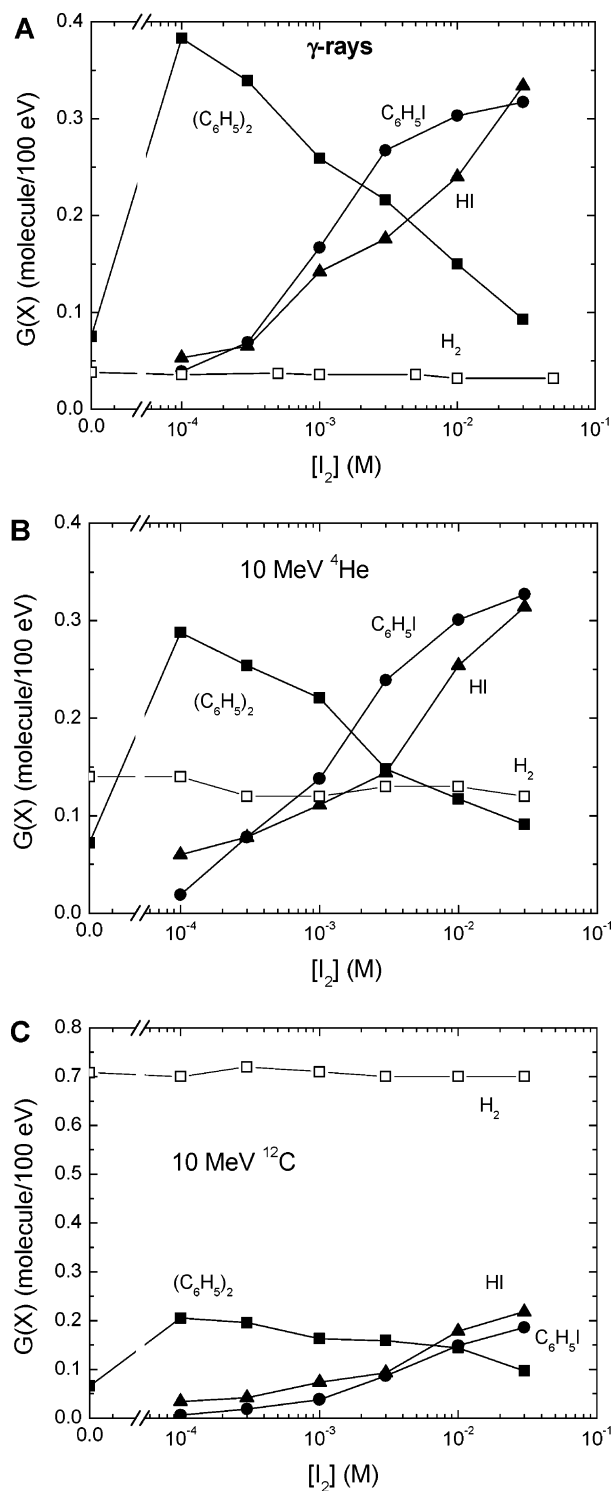 A
γ-rays
0.4
0.3
0.2
0.1
0.0
G(X) (molecule/100 eV)
(C₆H₅)₂
C₆H₅I
HI
H₂
0.0 10⁻⁴ 10⁻³ 10⁻² 10⁻¹
[I₂] (M)
B
10 MeV ⁴He
0.4
0.3
0.2
0.1
0.0
G(X) (molecule/100 eV)
C₆H₅I
(C₆H₅)₂
HI
H₂
0.0 10⁻⁴ 10⁻³ 10⁻² 10⁻¹
[I₂] (M)
C
0.8
0.7
0.6
0.5
0.4
0.3
0.2
0.1
0.0
G(X) (molecule/100 eV)
H₂
10 MeV ¹²C
(C₆H₅)₂
HI
C₆H₅I
0.0 10⁻⁴ 10⁻³ 10⁻² 10⁻¹
[I₂] (M)